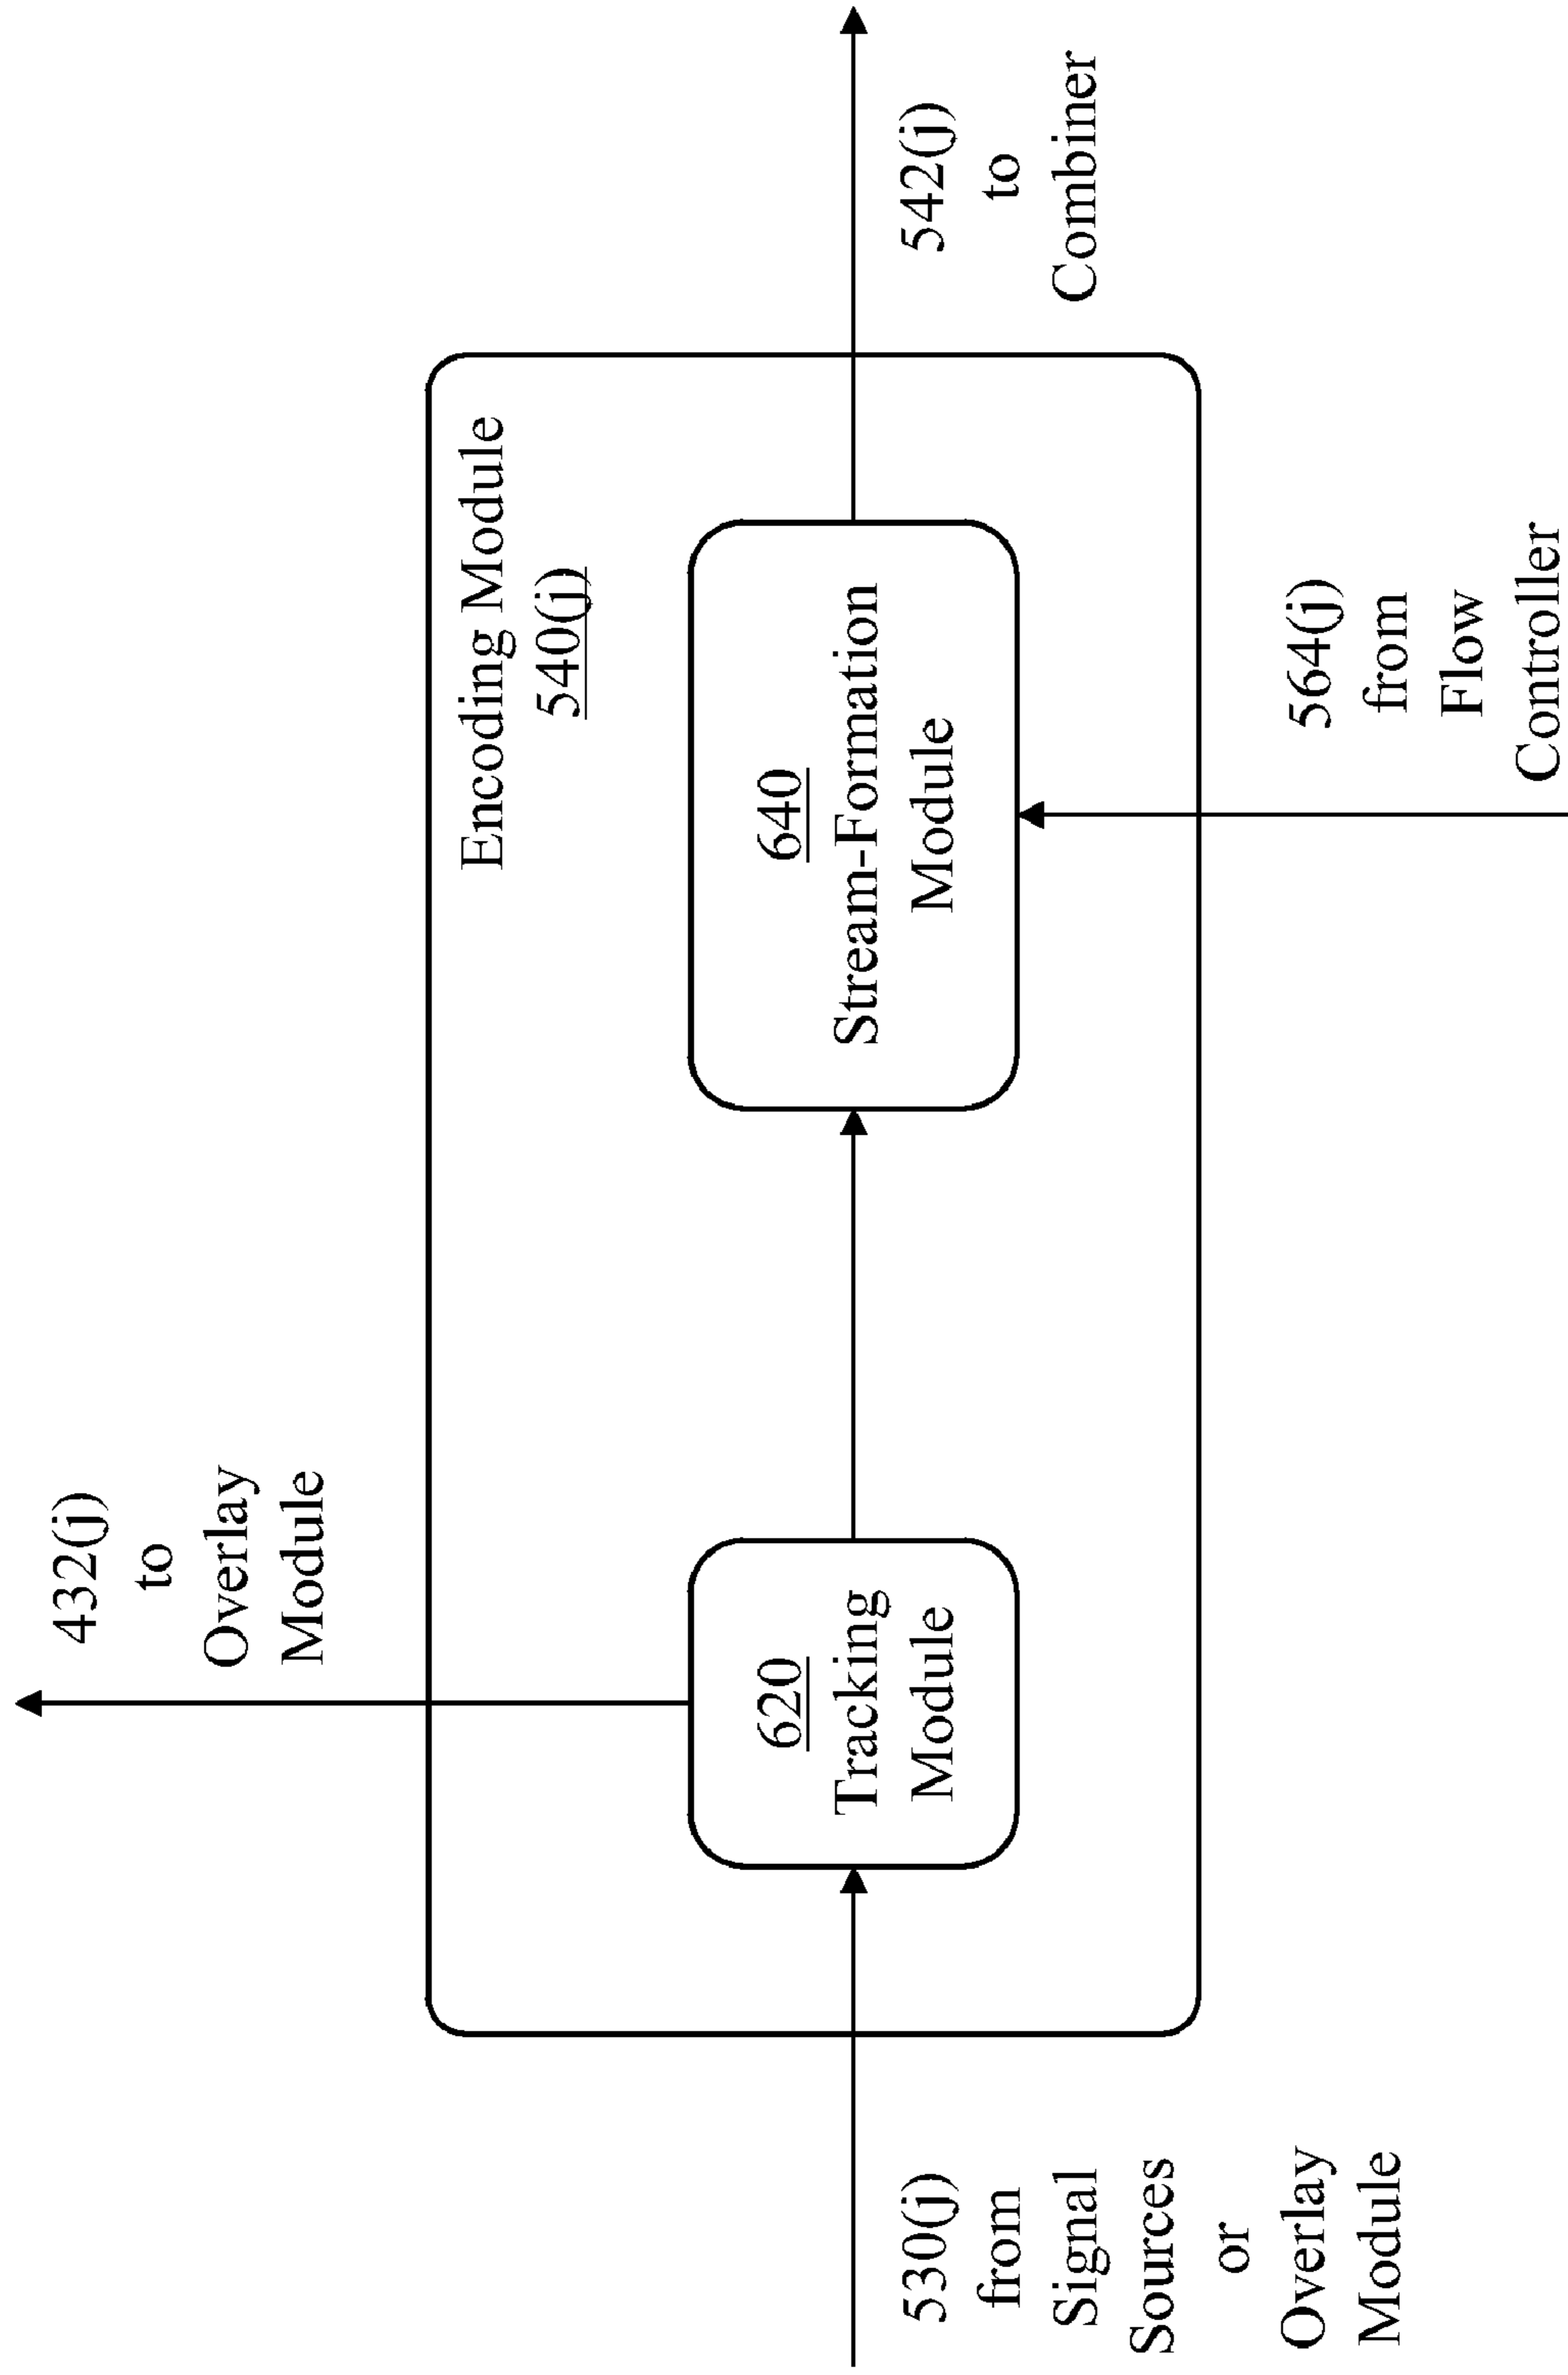 432(j)
to
Overlay
Module
Encoding Module
540(j)
620
Tracking
Module
640
Stream-Formation
Module
530(j)
from
Signal
Sources
or
Overlay
Module
542(j)
to
Combiner
564(j)
from
Flow
Controller